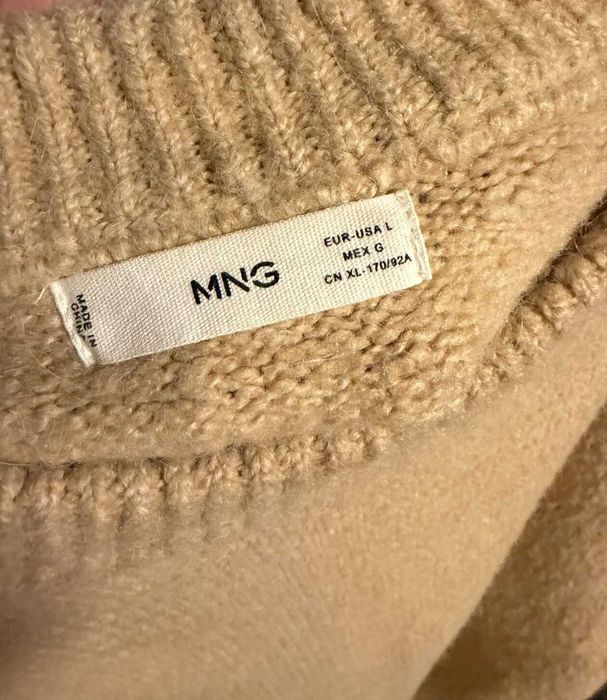 MNG
EUR-USA L
MEX G
CN XL-170/92A
MADE IN
CHINA